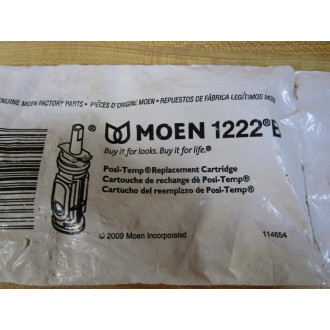 ENUINE MOEN FACTORY PARTS • PIÈCES D'ORIGINE MOEN • REPUESTOS DE FÁBRICA LEGÍTIMOS MOEN
® MOEN 1222® B
Buy it for looks. Buy it for life.®
Posi-Temp® Replacement Cartridge
Cartouche de rechange dè Posi-Temp®
Cartucho del reemplazo de Posi-Temp®
© 2009 Moen Incorporated
114654